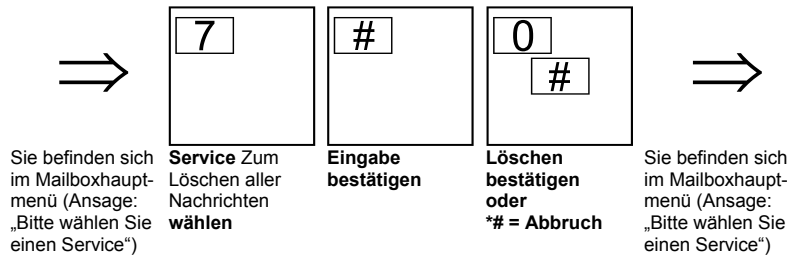 7
#
0
#
Sie befinden sich
im Mailboxhaupt-
menü (Ansage:
„Bitte wählen Sie
einen Service“)
Service Zum
Löschen aller
Nachrichten
wählen
Eingabe
bestätigen
Löschen
bestätigen
oder
*# = Abbruch
Sie befinden sich
im Mailboxhaupt-
menü (Ansage:
„Bitte wählen Sie
einen Service“)